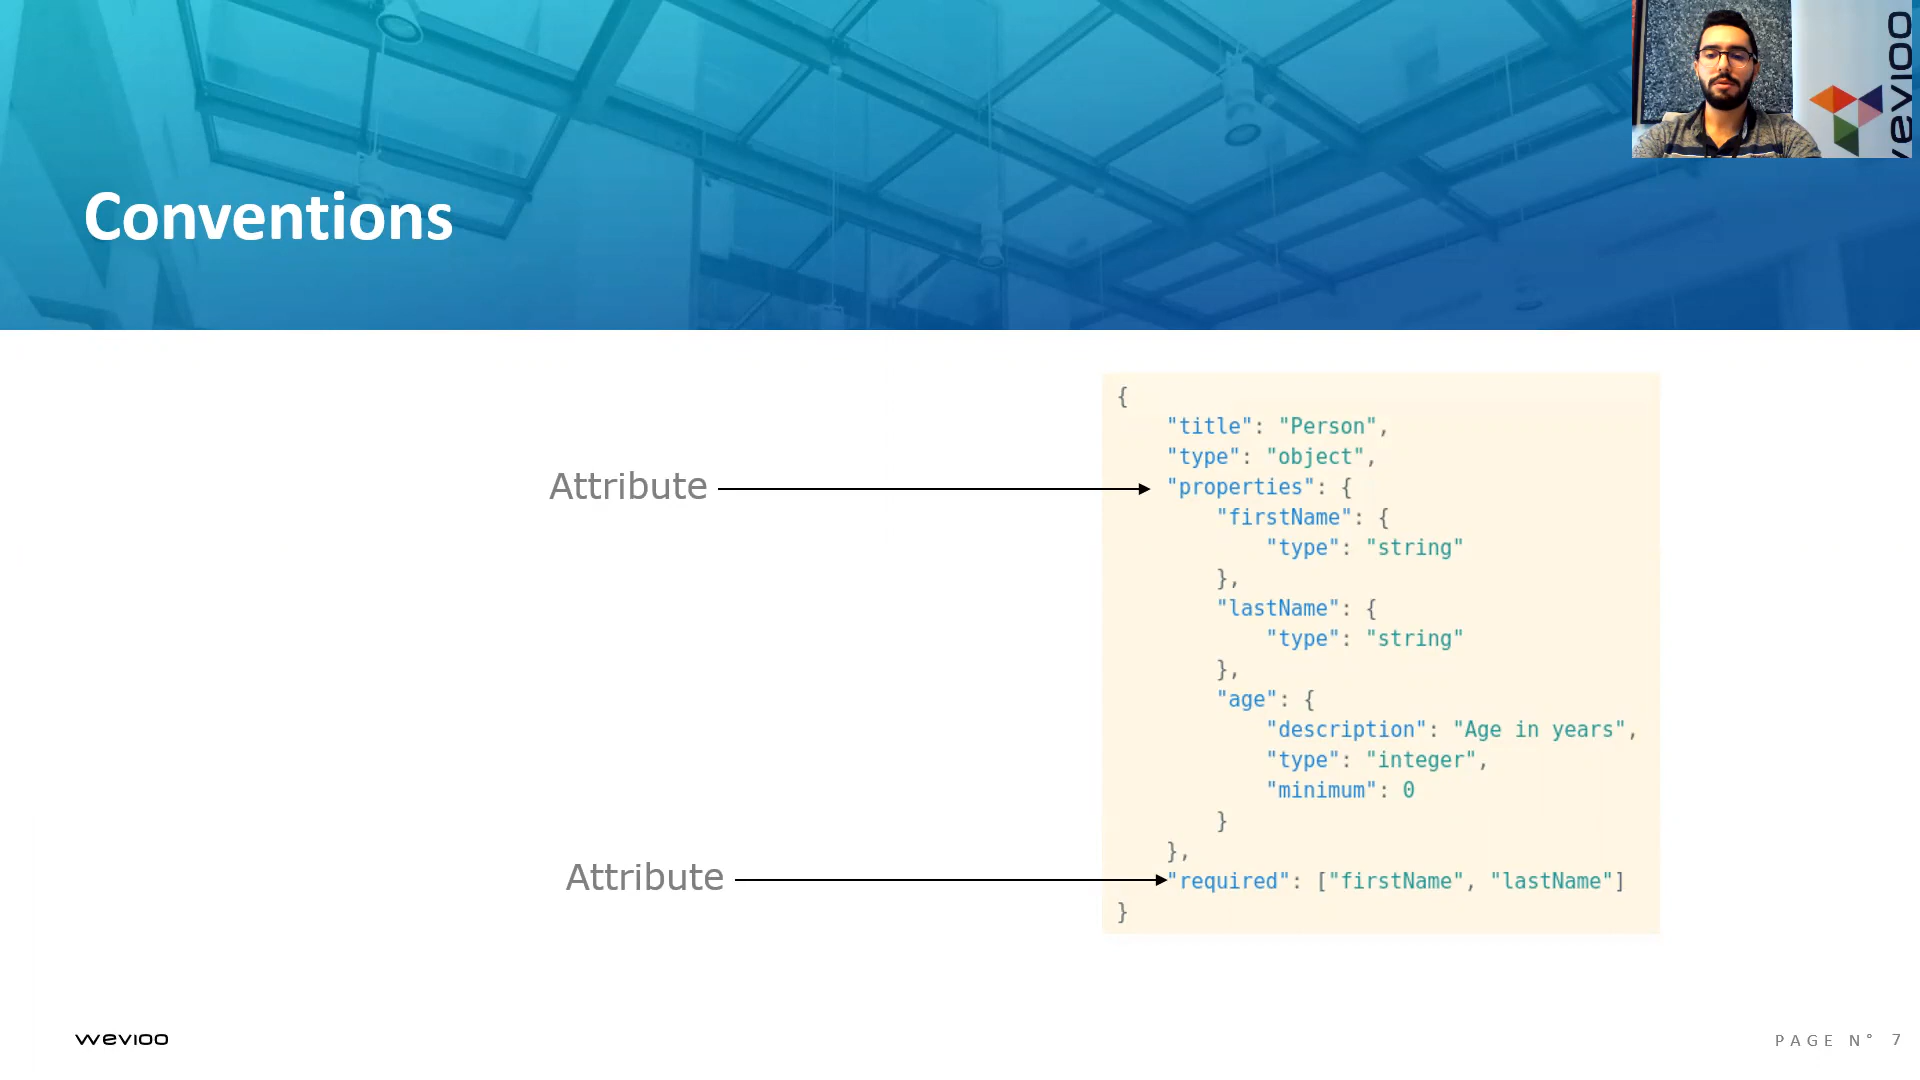 wevioo
Conventions
{
"title": "Person",
"type": "object",
Attribute
"properties": {
"firstName": {
"type": "string"
},
"lastName": {
"type": "string"
},
"age": {
"description": "Age in years",
"type": "integer",
"minimum": 0
}
},
Attribute
"required": ["firstName", "lastName"]
}
wevioo
PAGE N° 7